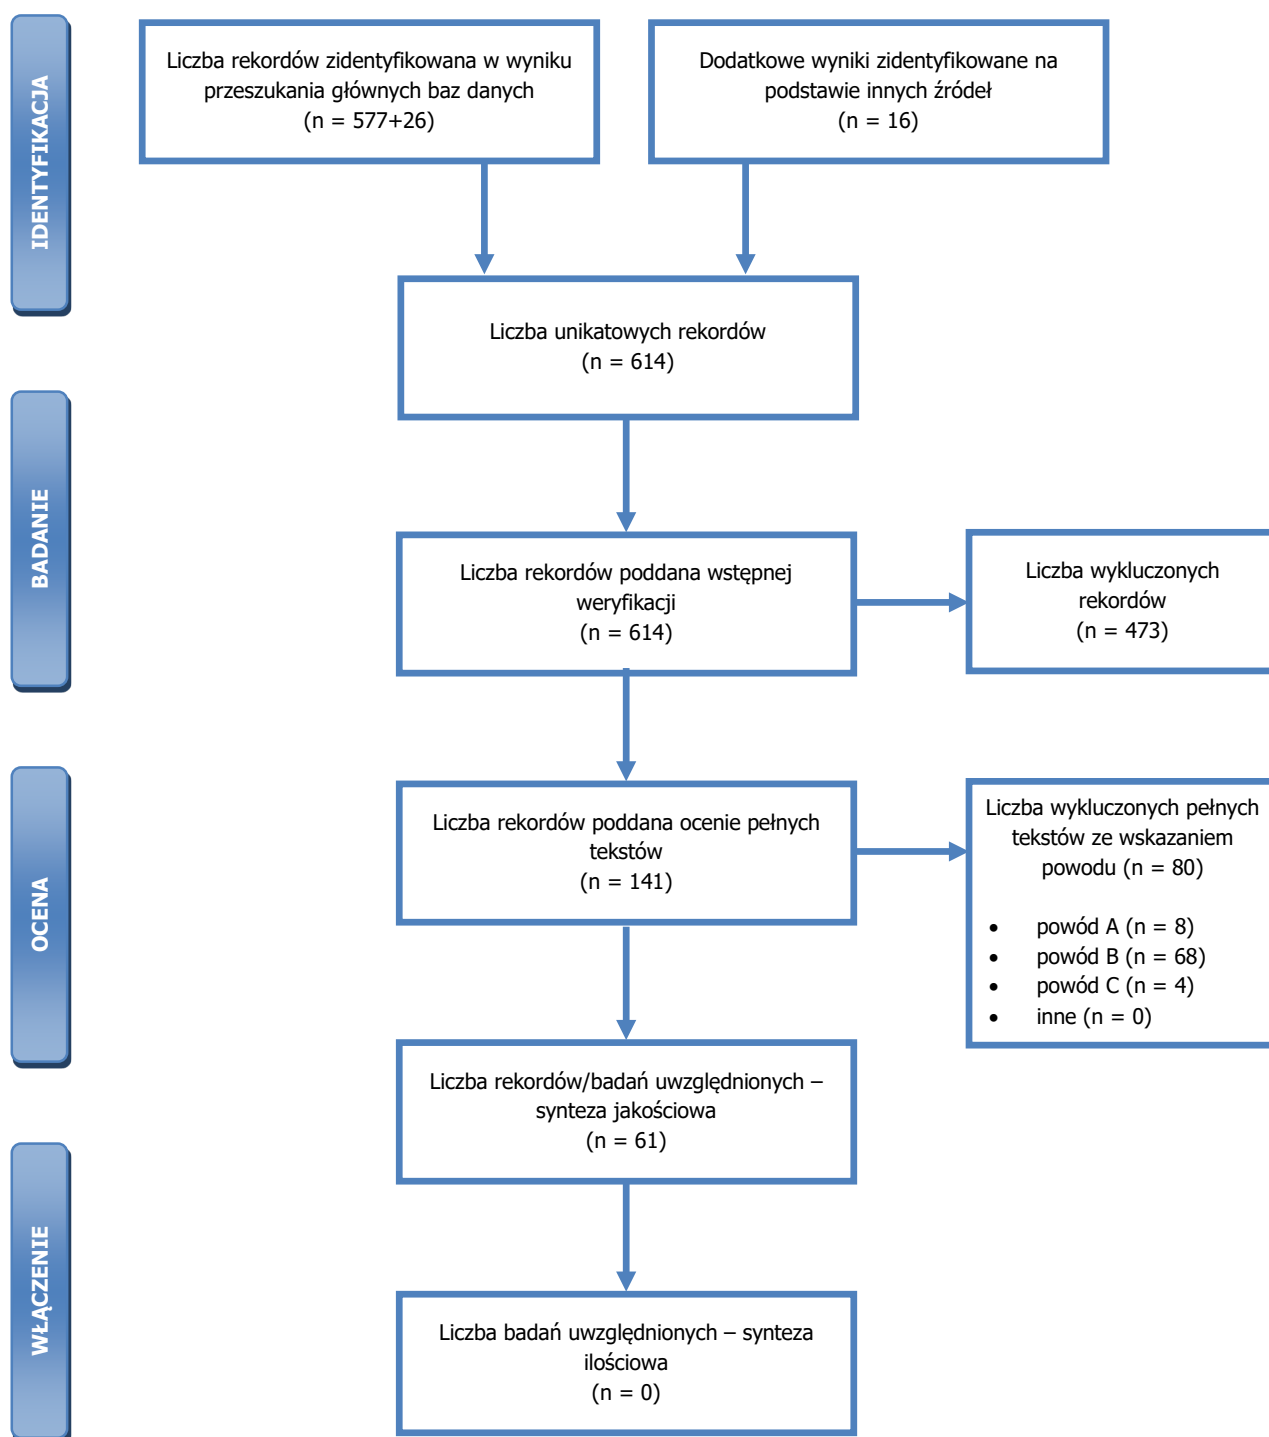 IDENTYFIKACJA
Liczba rekordów zidentyfikowana w wyniku
przeszukania głównych baz danych
(n = 577+26)
Dodatkowe wyniki zidentyfikowane na
podstawie innych źródeł
(n = 16)
Liczba unikatowych rekordów
(n = 614)
BADANIE
Liczba rekordów poddana wstępnej
weryfikacji
(n = 614)
Liczba wykluczonych
rekordów
(n = 473)
OCENA
Liczba rekordów poddana ocenie pełnych
tekstów
(n = 141)
Liczba wykluczonych pełnych
tekstów ze wskazaniem
powodu (n = 80)
• powód A (n = 8)
• powód B (n = 68)
• powód C (n = 4)
• inne (n = 0)
Liczba rekordów/badań uwzględnionych –
synteza jakościowa
(n = 61)
WŁĄCZENIE
Liczba badań uwzględnionych – synteza
ilościowa
(n = 0)